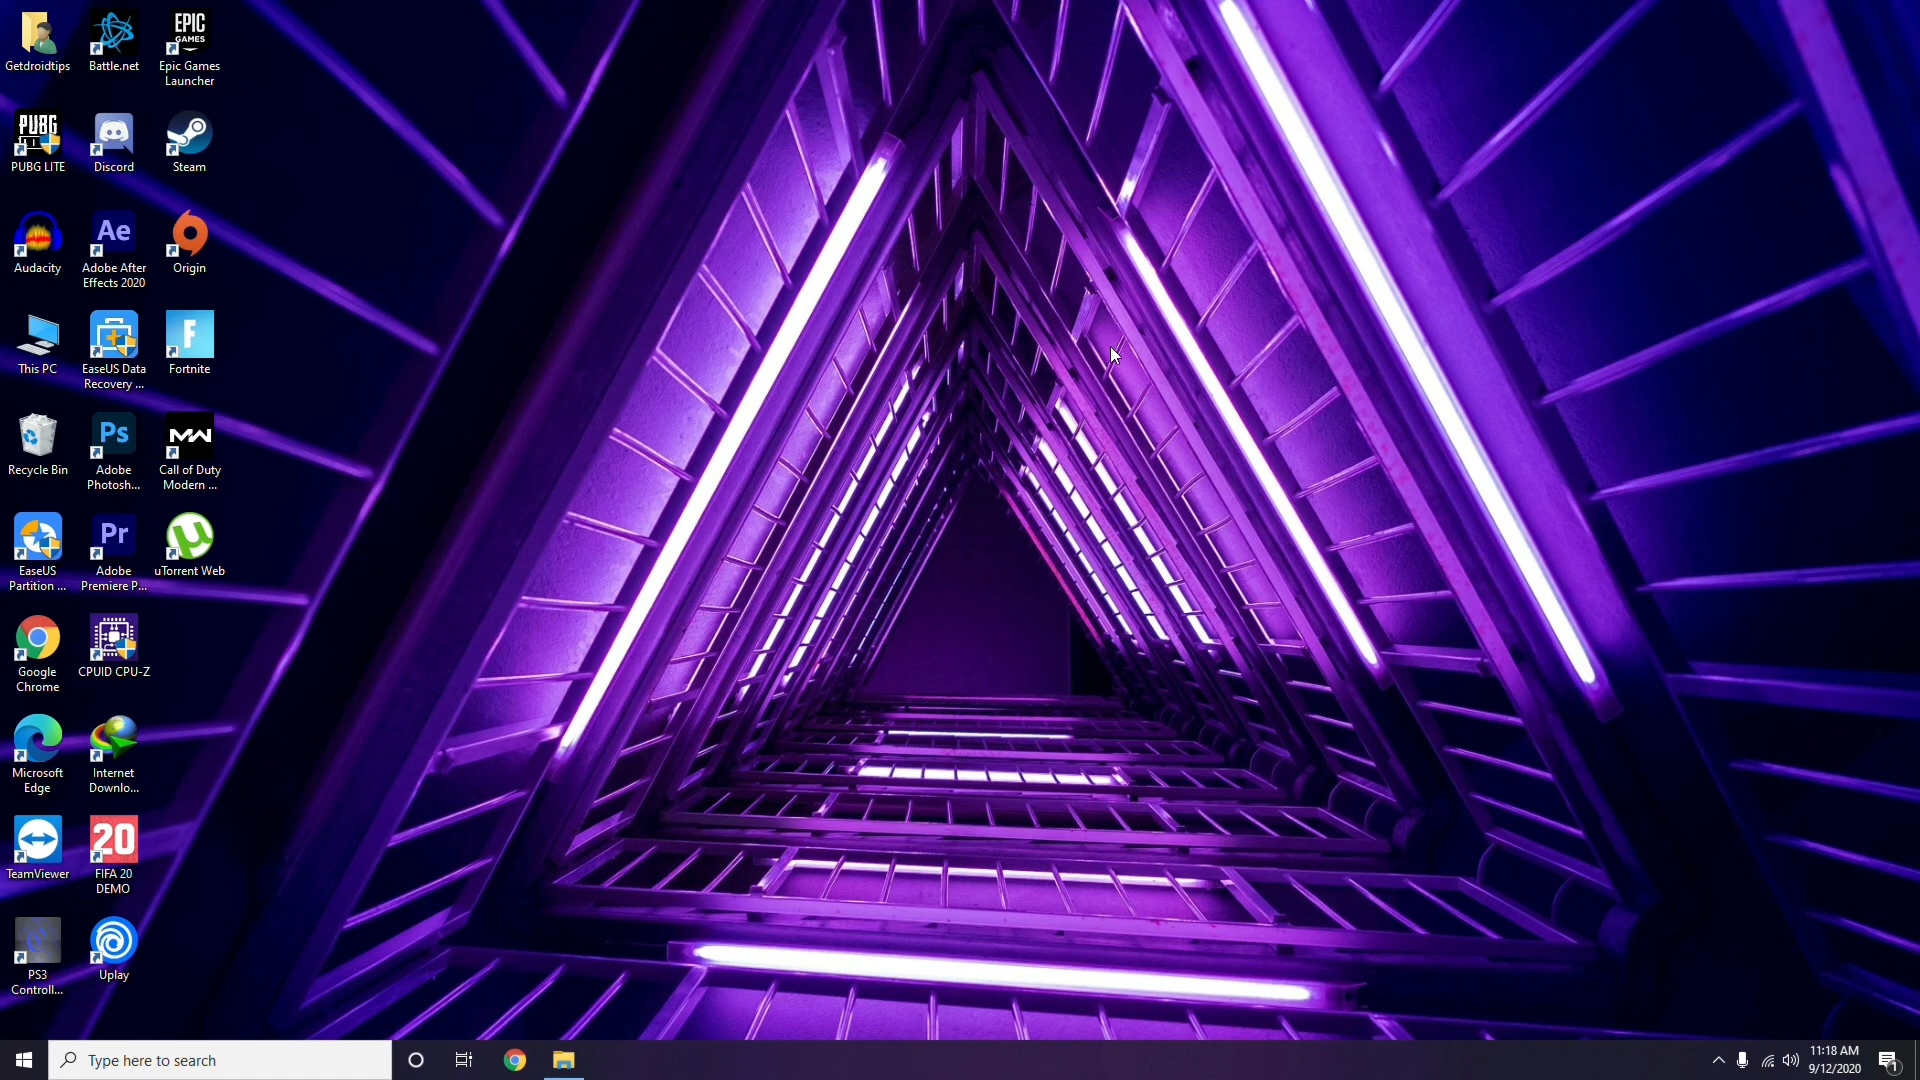 Getdroidtips
Battle.net
EPIC
GAMES
Epic Games
Launcher
PUBG
LITE
PUBG LITE
Discord
Steam
Audacity
Ae
Adobe After
Effects 2020
Origin
This PC
EaseUS Data
Recovery ...
F
Fortnite
Recycle Bin
Ps
Adobe
Photosh...
MW
Call of Duty
Modern ...
EaseUS
Partition ...
Pr
Adobe
Premiere P...
µ
uTorrent Web
Google
Chrome
CPUID CPU-Z
Microsoft
Edge
Internet
Downlo...
TeamViewer
20
FIFA 20
DEMO
PS3
Controll...
Uplay
Type here to search
11:18 AM
9/12/2020
1